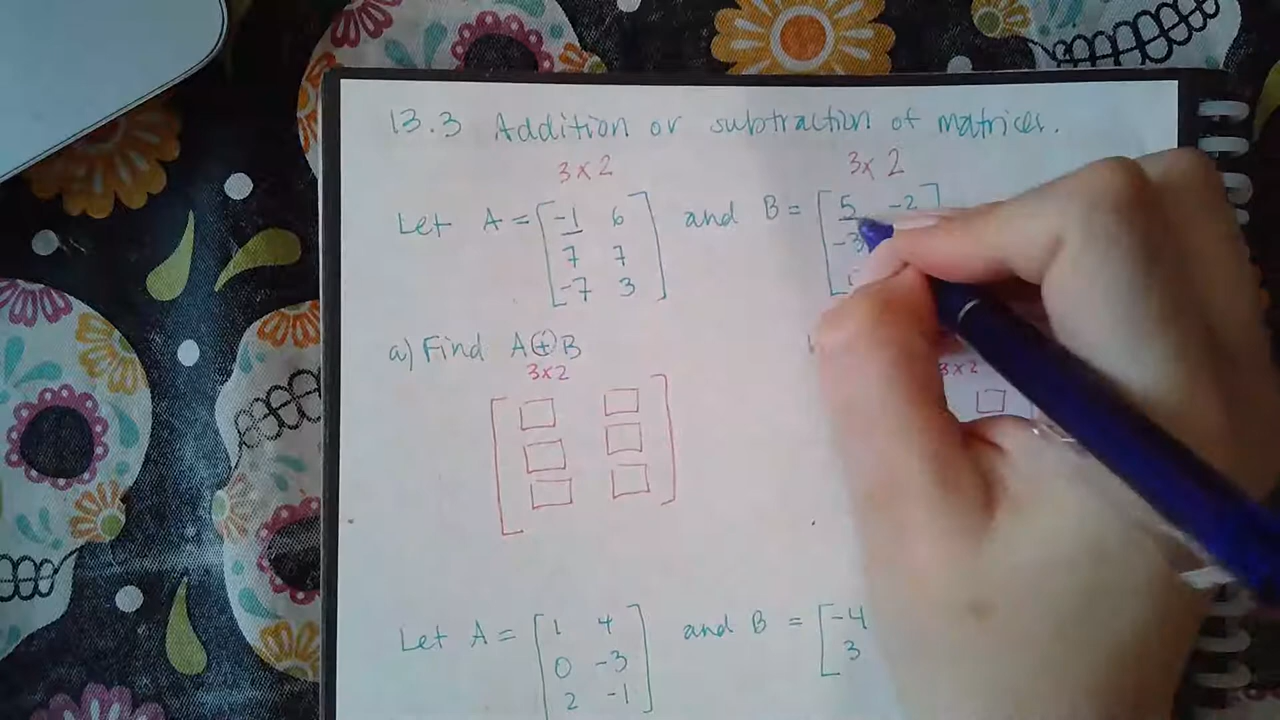 13.3 Addition or subtraction of matrices.
3x2 3x2
Let A = [-1 6 and B = [5 -2]
7 7 -3
-7 3]
a) Find A+B
3x2 3x2
Let A = [1 4 and B = [-4
0 -3 3
2 -1]